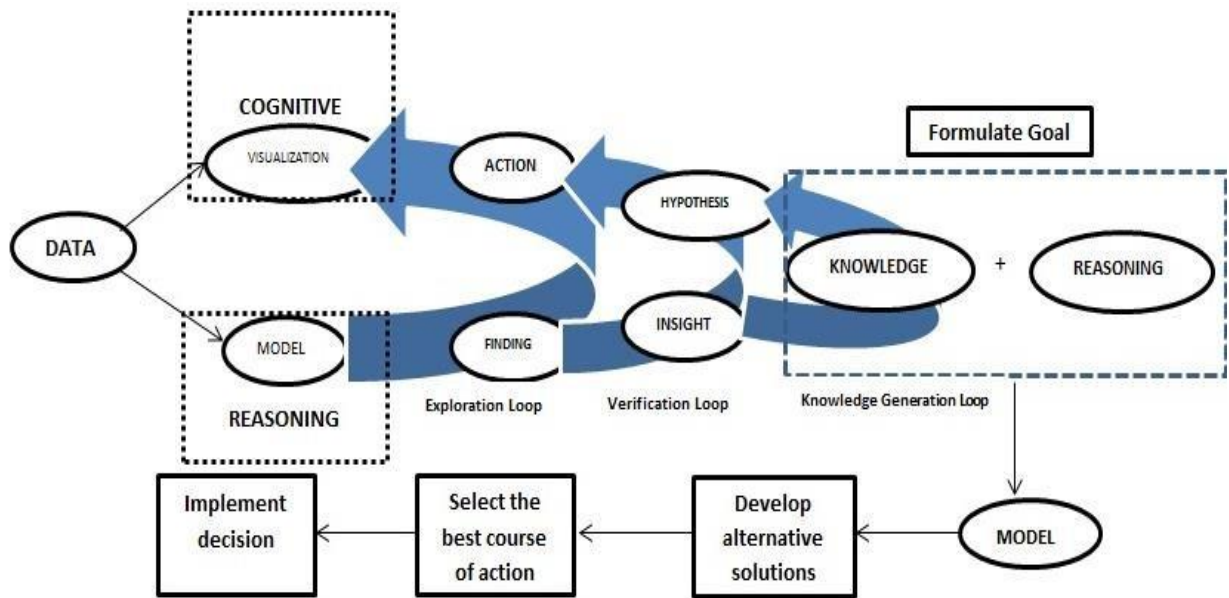 COGNITIVE
VISUALIZATION
ACTION
Formulate Goal
HYPOTHESIS
DATA
KNOWLEDGE
+
REASONING
MODEL
FINDING
INSIGHT
REASONING
Exploration Loop
Verification Loop
Knowledge Generation Loop
Implement
decision
Select the
best course
of action
Develop
alternative
solutions
MODEL